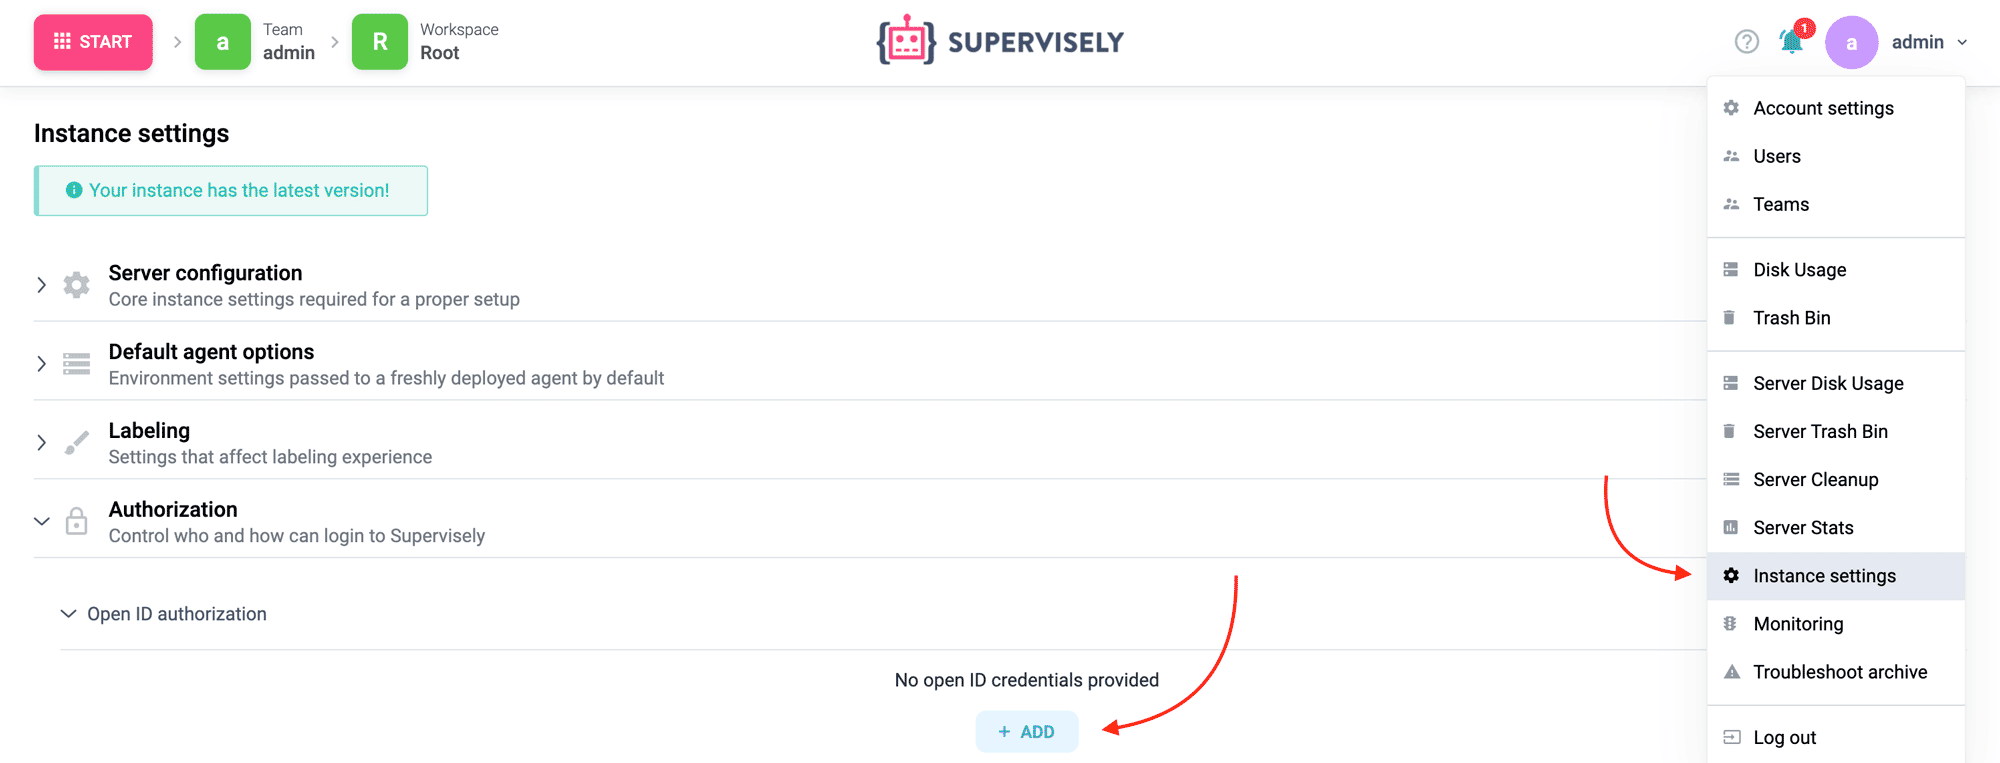 START
a
Team
admin
R
Workspace
Root
SUPERVISELY
?
1
a
admin
Instance settings
Your instance has the latest version!
Server configuration
Core instance settings required for a proper setup
Default agent options
Environment settings passed to a freshly deployed agent by default
Labeling
Settings that affect labeling experience
Authorization
Control who and how can login to Supervisely
Open ID authorization
No open ID credentials provided
+ ADD
Account settings
Users
Teams
Disk Usage
Trash Bin
Server Disk Usage
Server Trash Bin
Server Cleanup
Server Stats
Instance settings
Monitoring
Troubleshoot archive
Log out